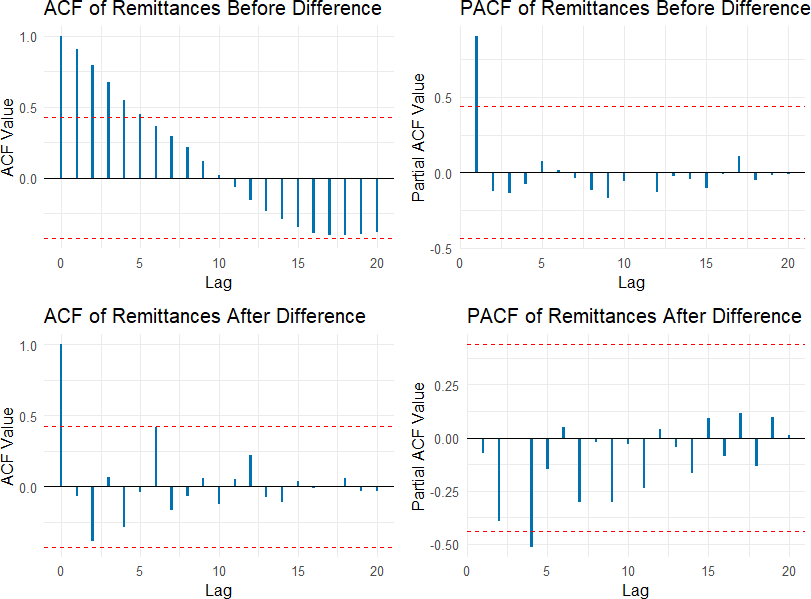 ACF of Remittances Before Difference
ACF Value
1.0
0.5
0.0
0 5 10 15 20
Lag
PACF of Remittances Before Difference
Partial ACF Value
0.5
0.0
-0.5
0 5 10 15 20
Lag
ACF of Remittances After Difference
ACF Value
1.0
0.5
0.0
0 5 10 15 20
Lag
PACF of Remittances After Difference
Partial ACF Value
0.25
0.00
-0.25
-0.50
0 5 10 15 20
Lag